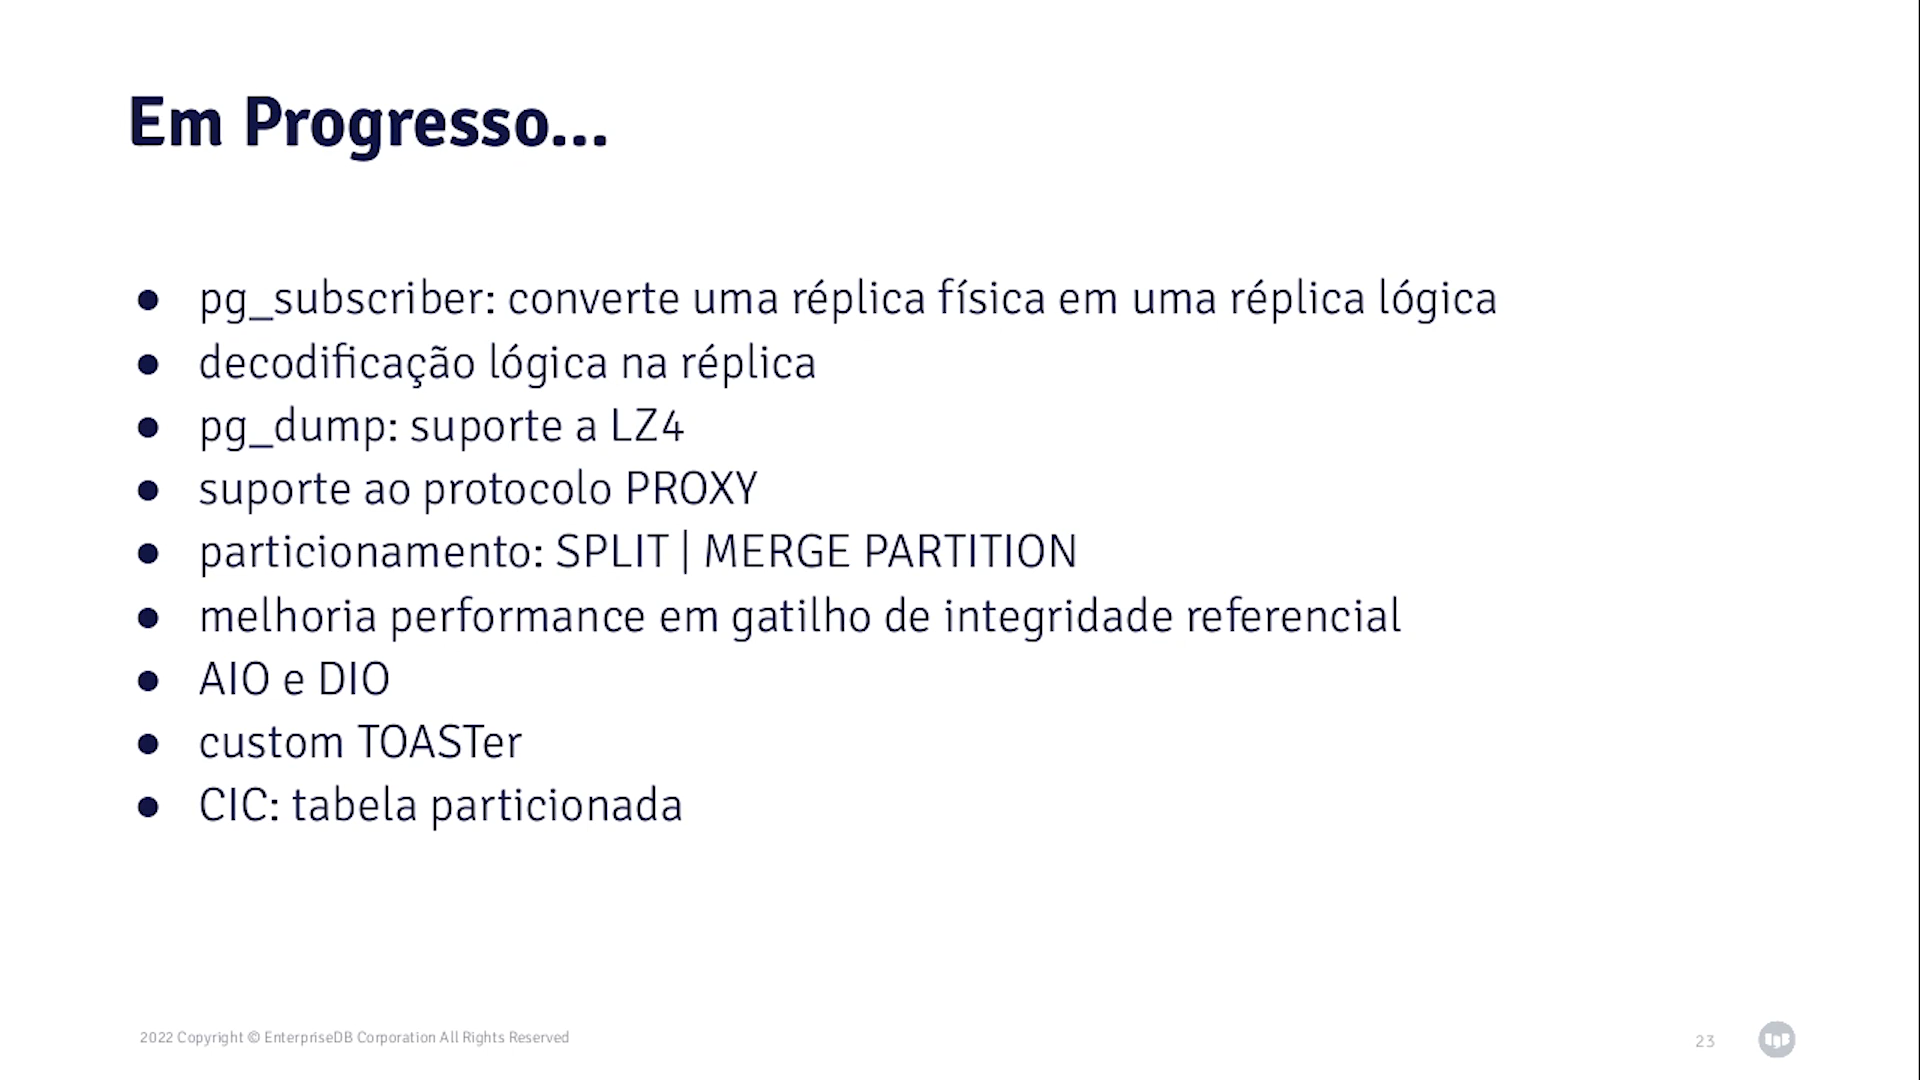 Em Progresso...
● pg_subscriber: converte uma réplica física em uma réplica lógica
● decodificação lógica na réplica
● pg_dump: suporte a LZ4
● suporte ao protocolo PROXY
● particionamento: SPLIT | MERGE PARTITION
● melhoria performance em gatilho de integridade referencial
● AIO e DIO
● custom TOASTer
● CIC: tabela particionada
2022 Copyright © EnterpriseDB Corporation All Rights Reserved
23